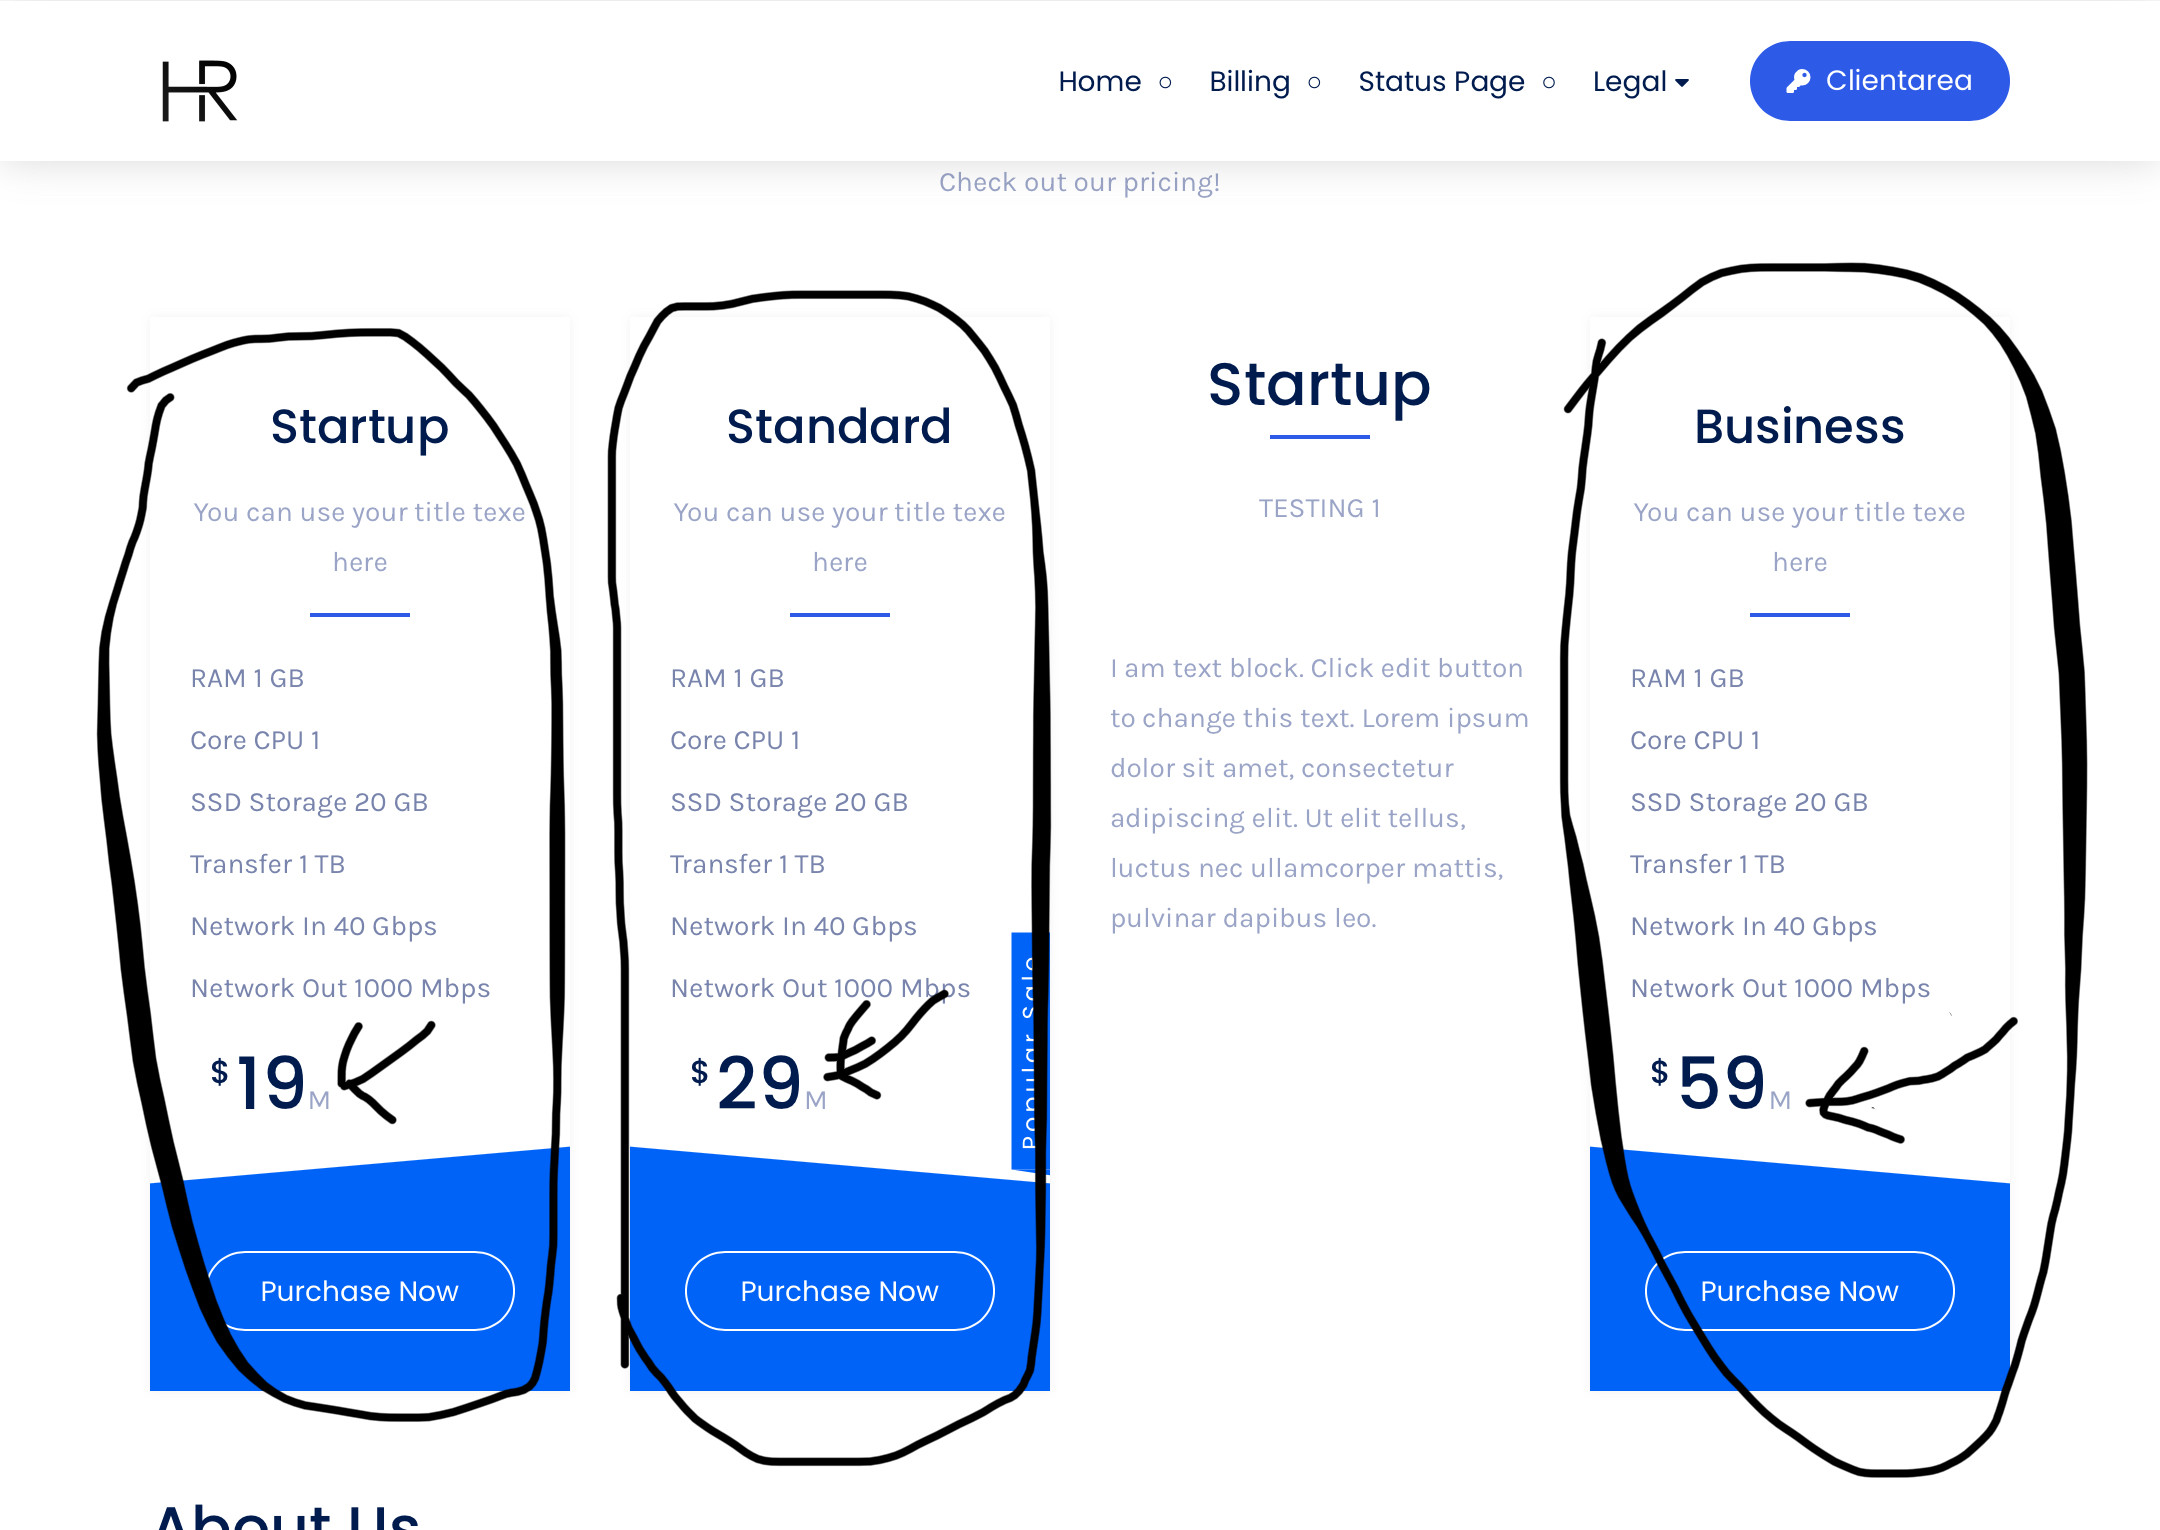 HR
Home
Billing
Status Page
Legal
Clientarea
Check out our pricing!
Startup
You can use your title texe
here
RAM 1 GB
Core CPU 1
SSD Storage 20 GB
Transfer 1 TB
Network In 40 Gbps
Network Out 1000 Mbps
$19M
Purchase Now
Standard
You can use your title texe
here
RAM 1 GB
Core CPU 1
SSD Storage 20 GB
Transfer 1 TB
Network In 40 Gbps
Network Out 1000 Mbps
Popular Sale
$29M
Purchase Now
Startup
TESTING 1
I am text block. Click edit button
to change this text. Lorem ipsum
dolor sit amet, consectetur
adipiscing elit. Ut elit tellus,
luctus nec ullamcorper mattis,
pulvinar dapibus leo.
Business
You can use your title texe
here
RAM 1 GB
Core CPU 1
SSD Storage 20 GB
Transfer 1 TB
Network In 40 Gbps
Network Out 1000 Mbps
$59M
Purchase Now
About Us